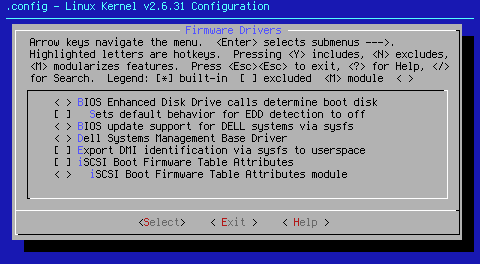 .config - Linux Kernel v2.6.31 Configuration
Firmware Drivers
Arrow keys navigate the menu. <Enter> selects submenus --->.
Highlighted letters are hotkeys. Pressing <Y> includes, <N> excludes,
<M> modularizes features. Press <Esc><Esc> to exit, <?> for Help, </>
for Search. Legend: [*] built-in [ ] excluded <M> module < >
< > BIOS Enhanced Disk Drive calls determine boot disk
[ ] Sets default behavior for EDD detection to off
< > BIOS update support for DELL systems via sysfs
< > Dell Systems Management Base Driver
[ ] Export DMI identification via sysfs to userspace
[ ] iSCSI Boot Firmware Table Attributes
< > iSCSI Boot Firmware Table Attributes module
<Select> < Exit > < Help >